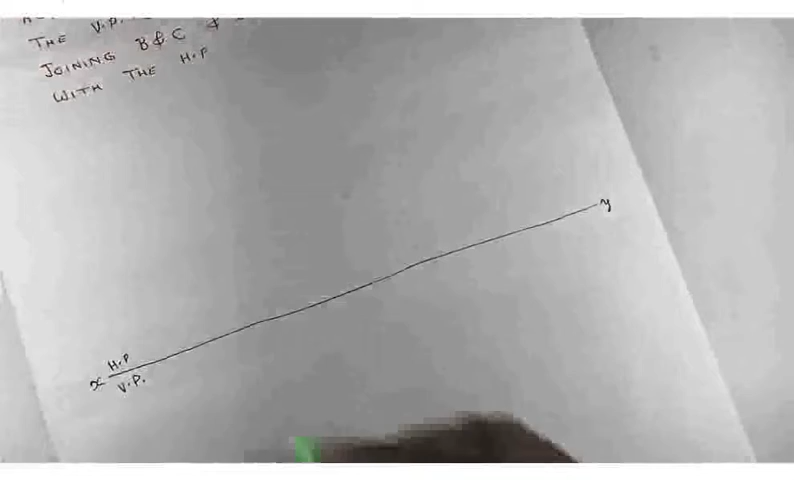 THE V.P.
JOINING B & C &
WITH THE H.P
y
H.P
x
V.P.